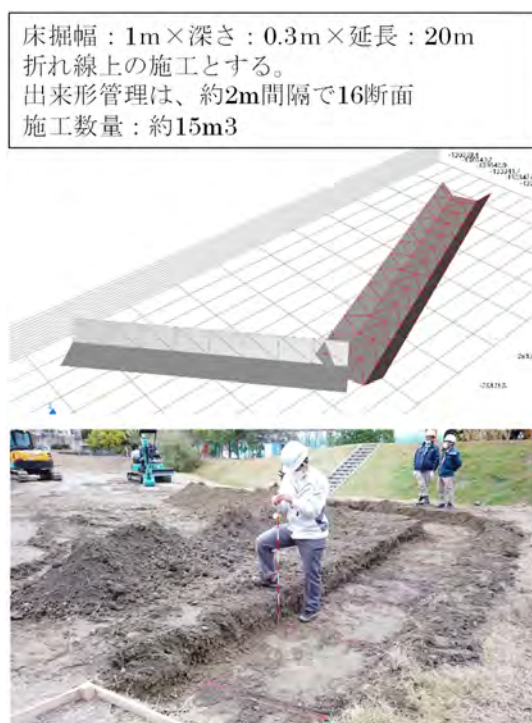 床掘幅：1m×深さ：0.3m×延長：20m
折れ線上の施工とする。
出来形管理は、約2m間隔で16断面
施工数量：約15m3